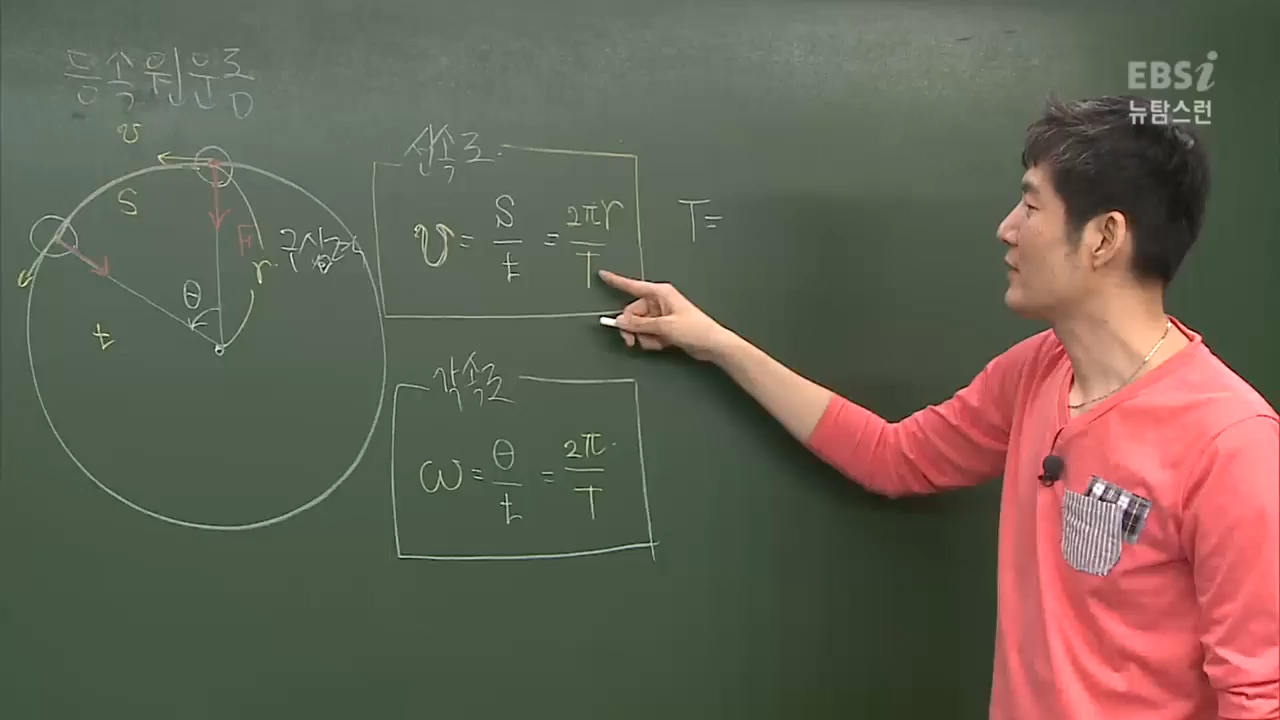 등속원운동
v
S
F
구심력
r
θ
t
선속도
v = S/t = 2πr/T
T=
각속도
ω = θ/t = 2π/T
EBSi
뉴탐스런